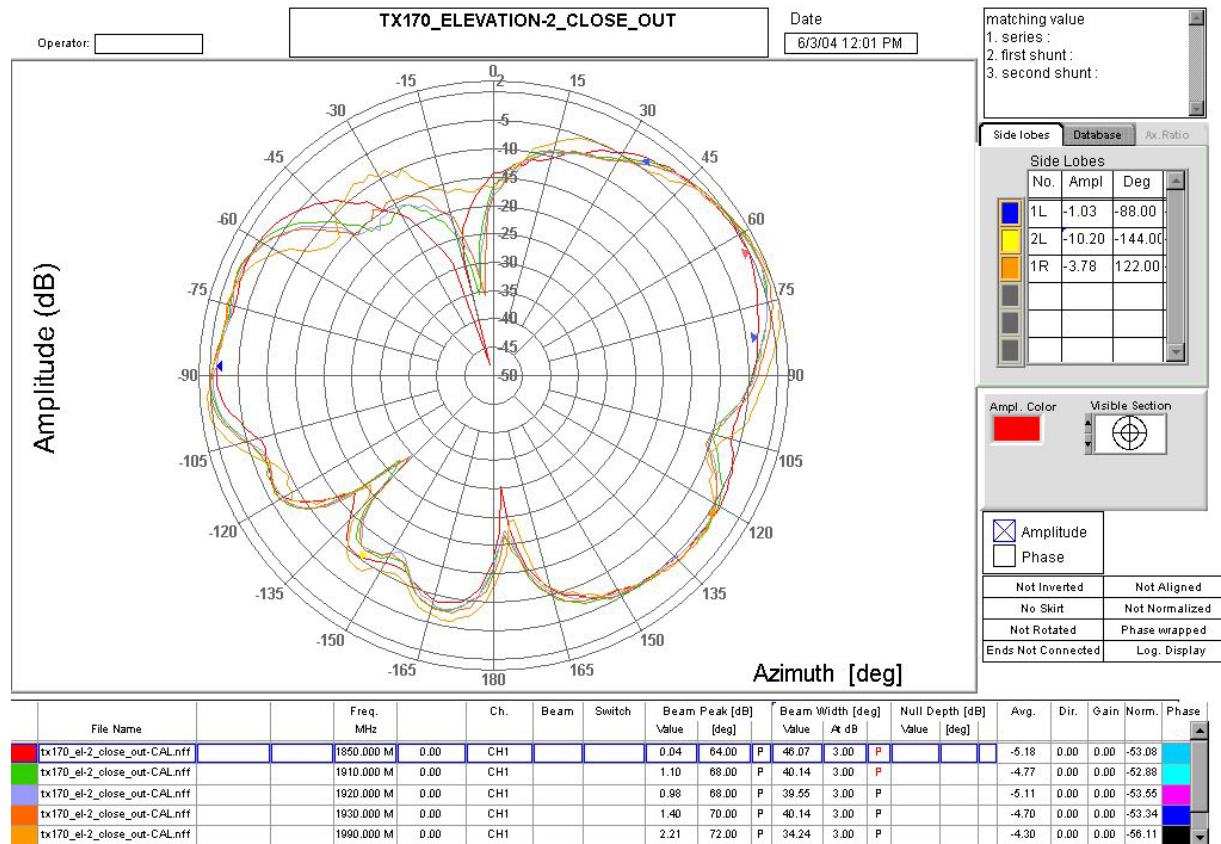 TX170_ELEVATION-2_CLOSE_OUT
Operator:
Date
6/3/04 12:01 PM
matching value
1. series :
2. first shunt :
3. second shunt :
Side lobes Database Ax.Ratio
Side Lobes
No. Ampl Deg
1L -1.03 -88.00
2L -10.20 -144.00
1R -3.78 122.00
Ampl. Color Visible Section
Amplitude
Phase
Not Inverted Not Aligned
No Skirt Not Normalized
Not Rotated Phase wrapped
Ends Not Connected Log. Display
Amplitude (dB)
Azimuth [deg]
0
15
30
45
60
75
90
105
120
135
150
165
180
-165
-150
-135
-120
-105
-90
-75
-60
-45
-30
-15
2
-5
-10
-15
-20
-25
-30
-35
-40
-45
-50
File Name Freq. MHz Ch. Beam Switch Beam Peak [dB] Value [deg] Beam Width [deg] Value At dB Null Depth [dB] Value [deg] Avg. Dir. Gain Norm. Phase
tx170_el-2_close_out-CAL.nff 1850.000 M 0.00 CH1 0.04 64.00 P 46.07 3.00 P -5.18 0.00 0.00 -53.08
tx170_el-2_close_out-CAL.nff 1910.000 M 0.00 CH1 1.10 68.00 P 40.14 3.00 P -4.77 0.00 0.00 -52.88
tx170_el-2_close_out-CAL.nff 1920.000 M 0.00 CH1 0.98 68.00 P 39.55 3.00 P -5.11 0.00 0.00 -53.55
tx170_el-2_close_out-CAL.nff 1930.000 M 0.00 CH1 1.40 70.00 P 40.14 3.00 P -4.70 0.00 0.00 -53.34
tx170_el-2_close_out-CAL.nff 1990.000 M 0.00 CH1 2.21 72.00 P 34.24 3.00 P -4.30 0.00 0.00 -56.11